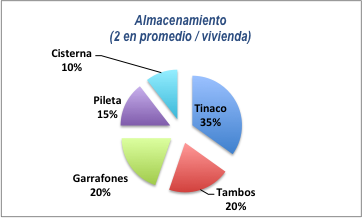 Almacenamiento
(2 en promedio / vivienda)
Cisterna
10%
Pileta
15%
Tinaco
35%
Garrafones
20%
Tambos
20%